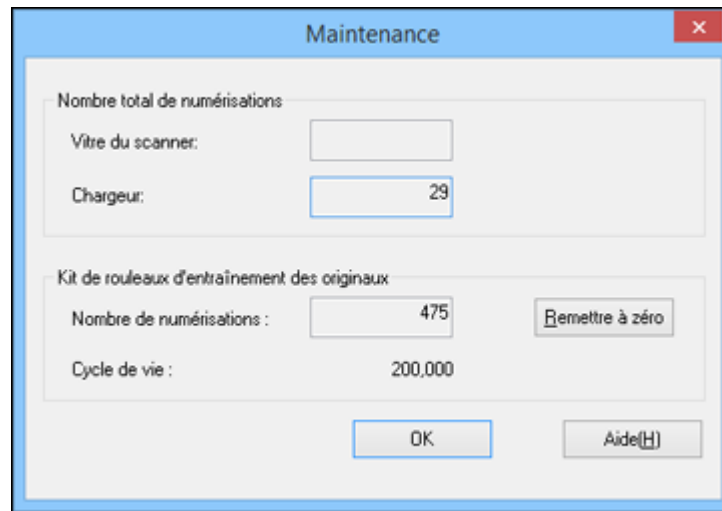 Maintenance
Nombre total de numérisations
Vitre du scanner:
Chargeur: 29
Kit de rouleaux d'entraînement des originaux
Nombre de numérisations : 475 Remettre à zéro
Cycle de vie : 200,000
OK Aide(H)